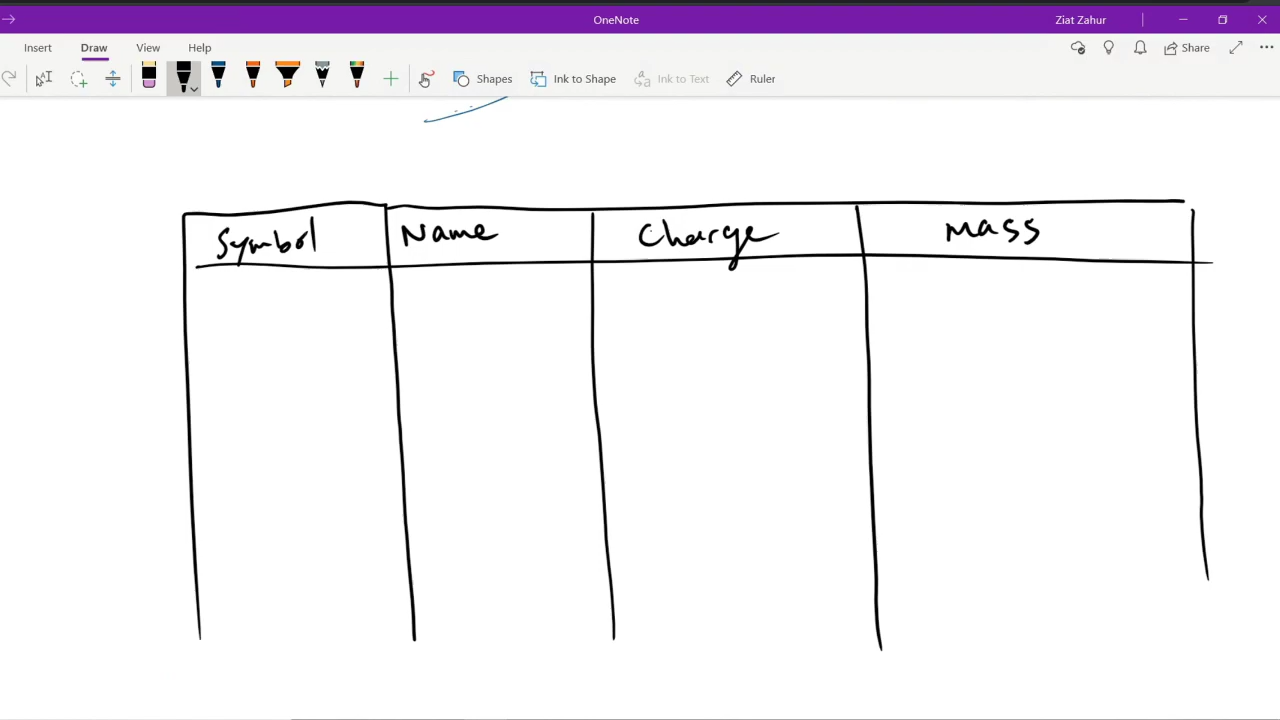 OneNote
Ziat Zahur
Insert Draw View Help
Share
Shapes Ink to Shape Ink to Text Ruler
Symbol Name Charge Mass